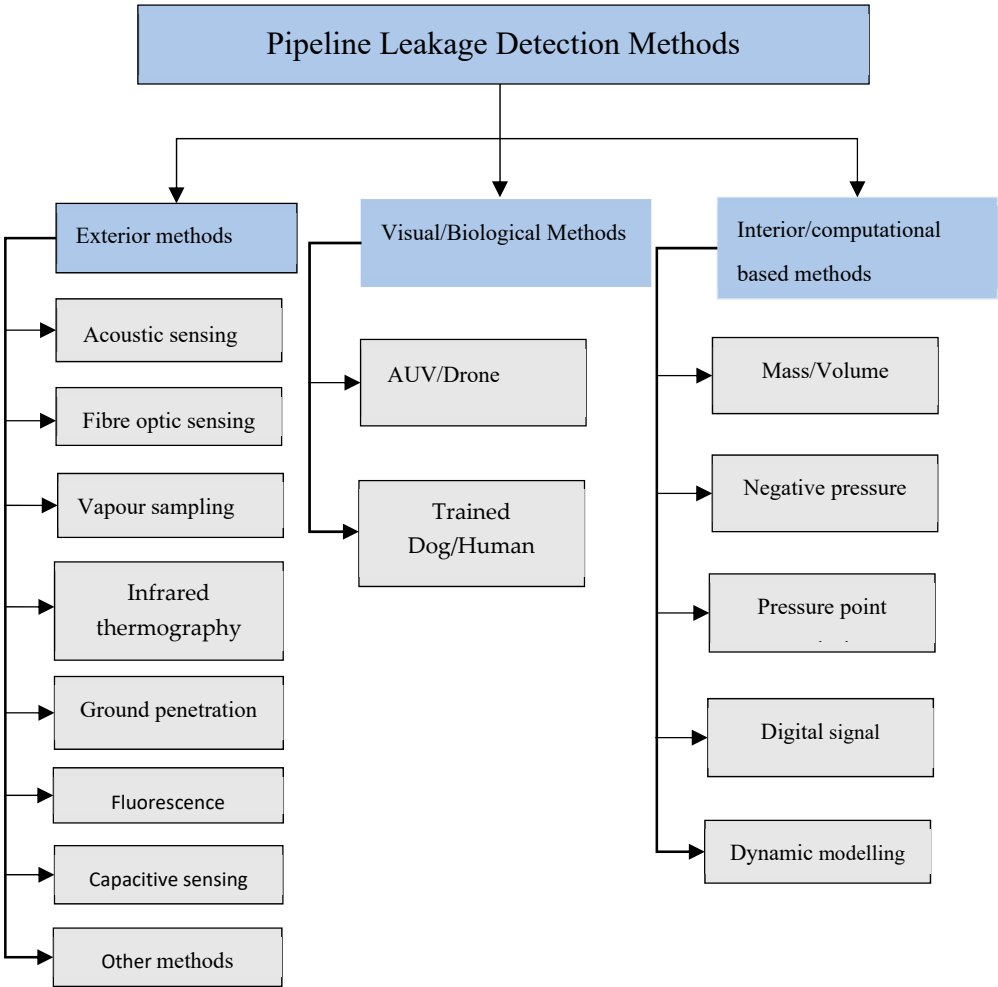 Pipeline Leakage Detection Methods
Exterior methods
Acoustic sensing
Fibre optic sensing
Vapour sampling
Infrared
thermography
Ground penetration
Fluorescence
Capacitive sensing
Other methods
Visual/Biological Methods
AUV/Drone
Trained
Dog/Human
Interior/computational
based methods
Mass/Volume
Negative pressure
Pressure point
Digital signal
Dynamic modelling